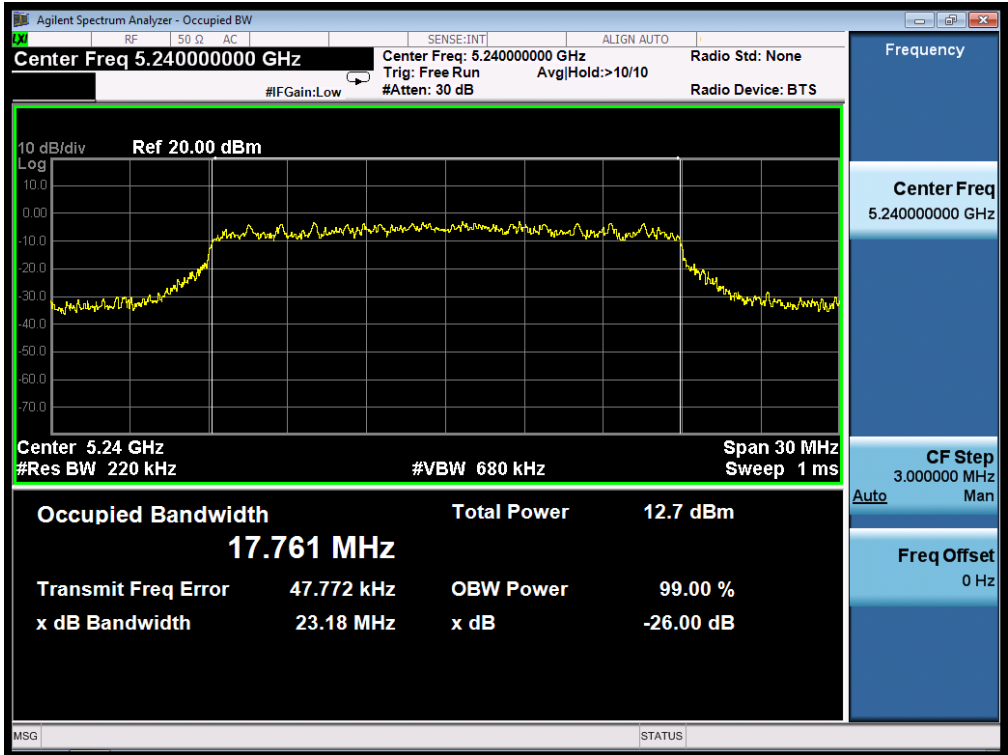 Agilent Spectrum Analyzer - Occupied BW
LXI RF 50 Ω AC SENSE:INT ALIGN AUTO
Center Freq 5.240000000 GHz
#IFGain:Low
Center Freq: 5.240000000 GHz
Trig: Free Run Avg|Hold:>10/10
#Atten: 30 dB
Radio Std: None
Radio Device: BTS
10 dB/div Ref 20.00 dBm
Log
10.0
0.00
-10.0
-20.0
-30.0
-40.0
-50.0
-60.0
-70.0
Center 5.24 GHz Span 30 MHz
#Res BW 220 kHz #VBW 680 kHz Sweep 1 ms
Occupied Bandwidth Total Power 12.7 dBm
17.761 MHz
Transmit Freq Error 47.772 kHz OBW Power 99.00 %
x dB Bandwidth 23.18 MHz x dB -26.00 dB
MSG STATUS
Frequency
Center Freq
5.240000000 GHz
CF Step
3.000000 MHz
Auto Man
Freq Offset
0 Hz